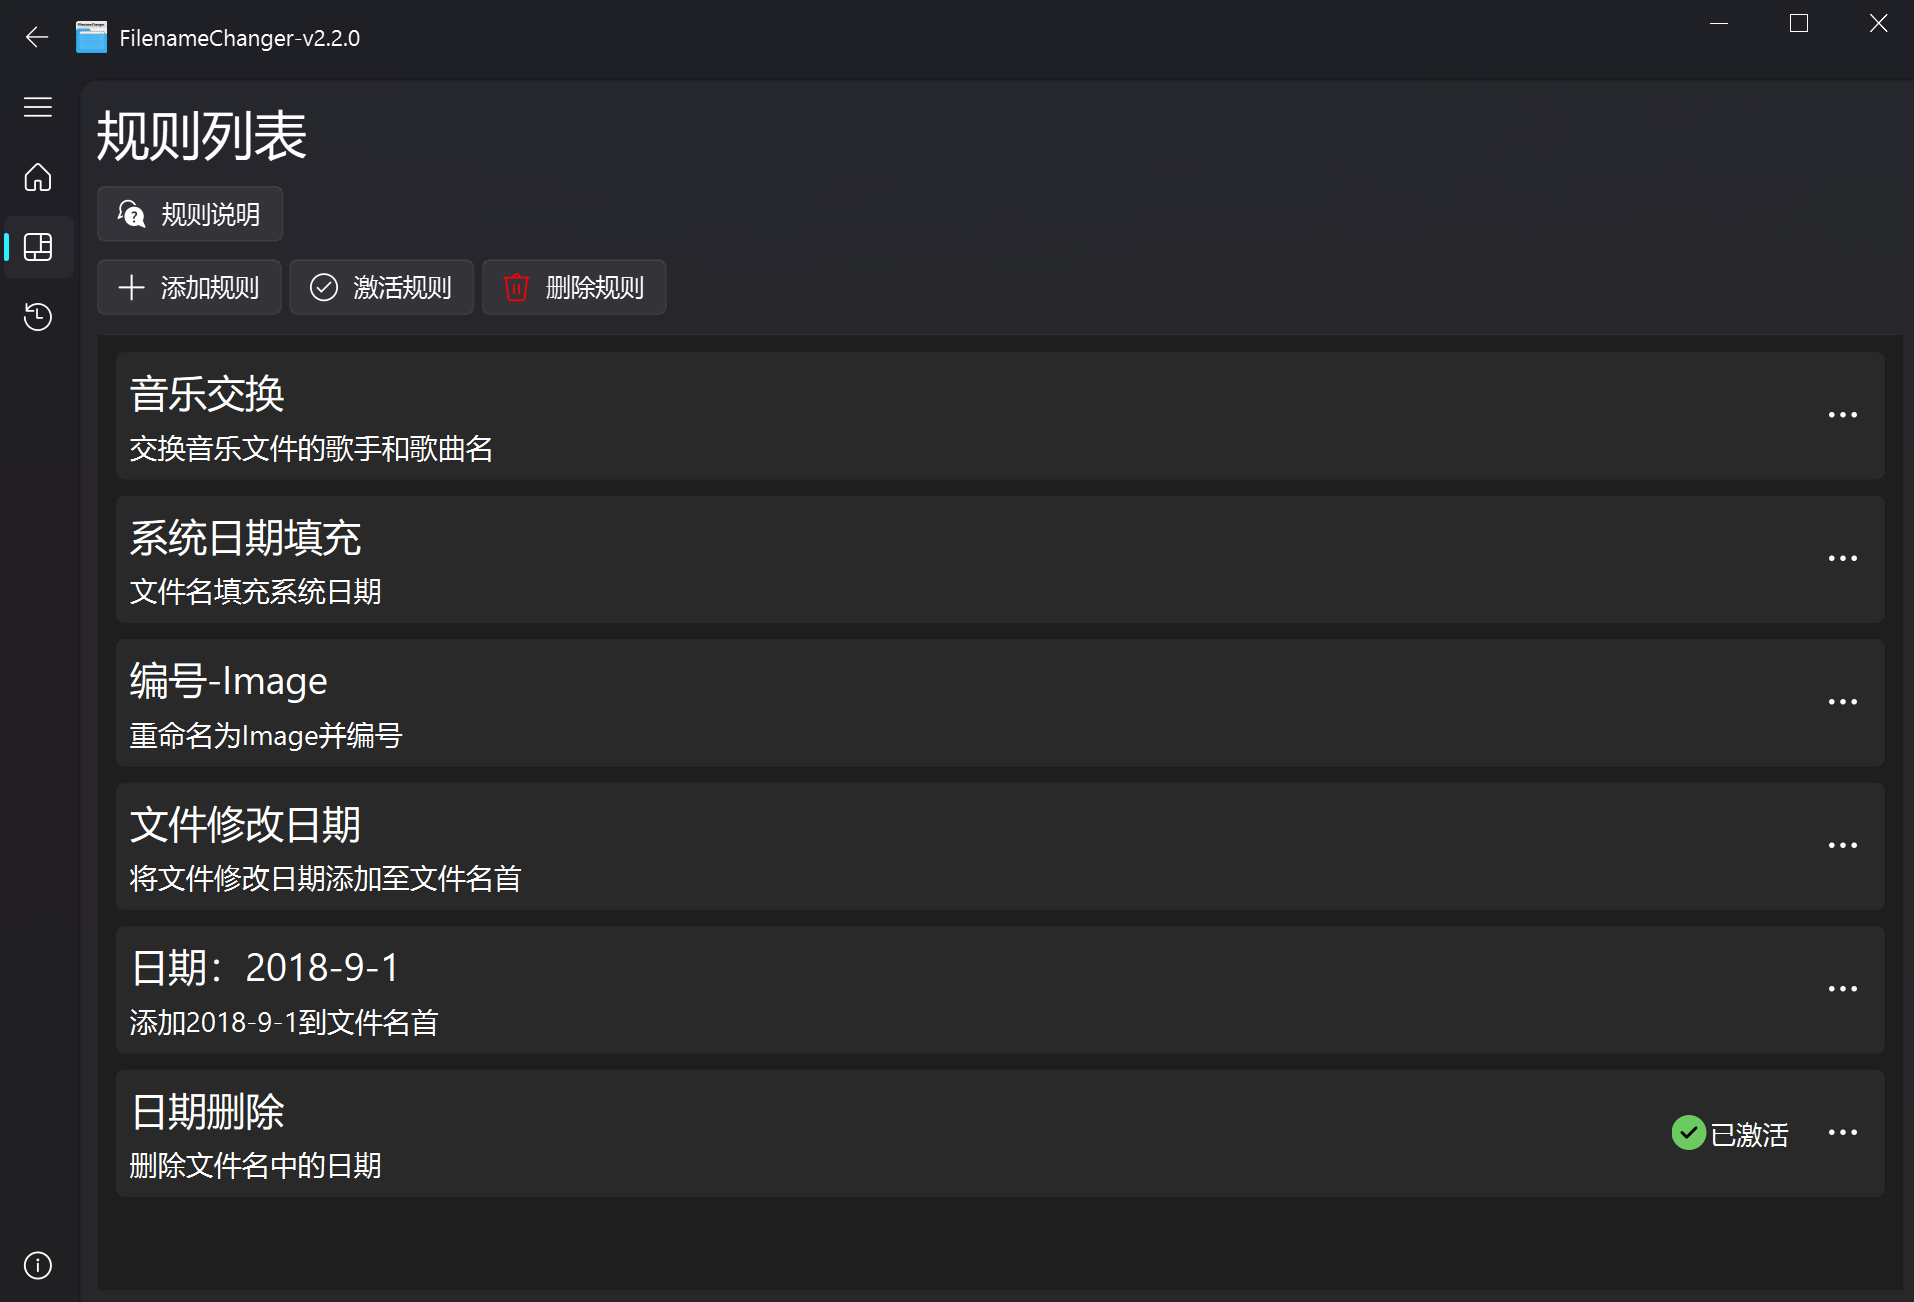 FilenameChanger-v2.2.0
规则列表
规则说明
添加规则
激活规则
删除规则
音乐交换
交换音乐文件的歌手和歌曲名
系统日期填充
文件名填充系统日期
编号-Image
重命名为Image并编号
文件修改日期
将文件修改日期添加至文件名首
日期：2018-9-1
添加2018-9-1到文件名首
日期删除
删除文件名中的日期
已激活